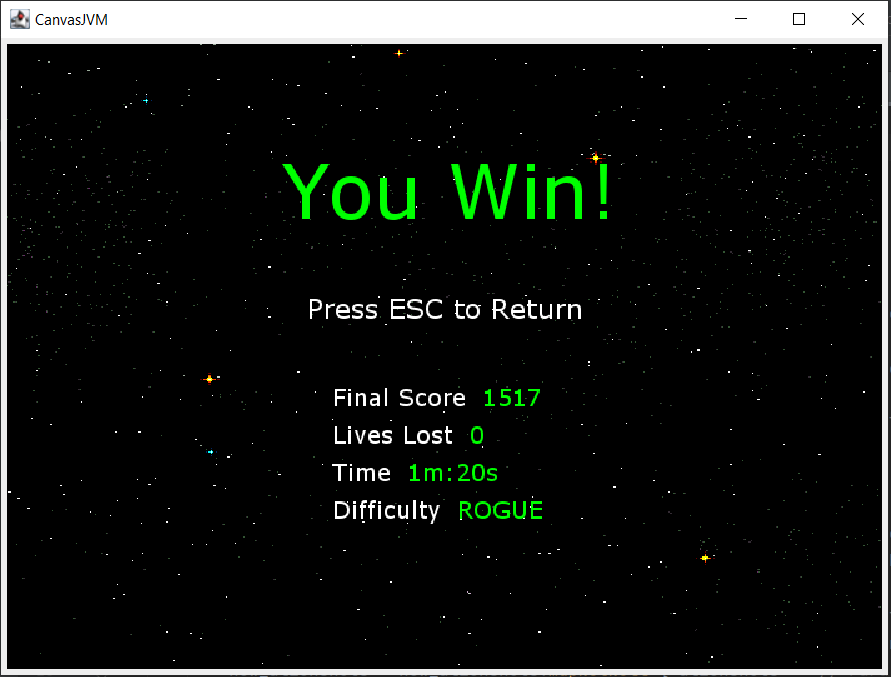 CanvasJVM
You Win!
Press ESC to Return
Final Score 1517
Lives Lost 0
Time 1m:20s
Difficulty ROGUE